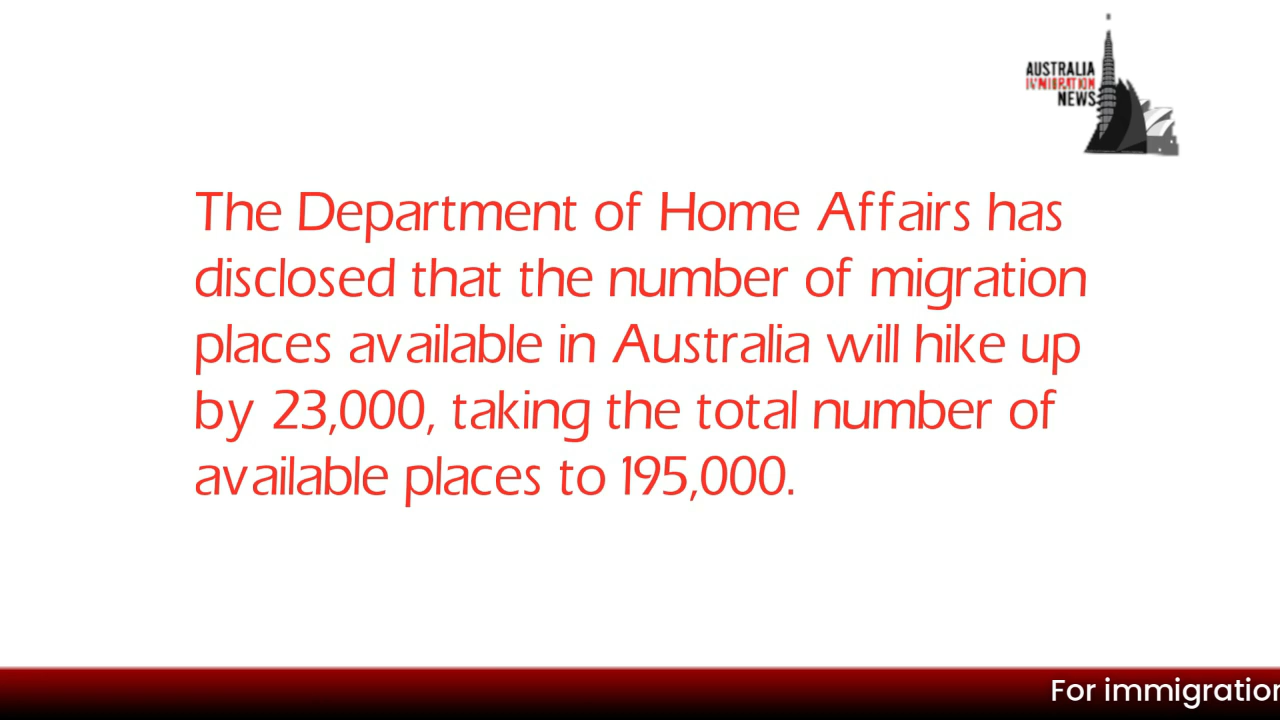 AUSTRALIA
IMMIGRATION
NEWS
The Department of Home Affairs has
disclosed that the number of migration
places available in Australia will hike up
by 23,000, taking the total number of
available places to 195,000.
For immigration